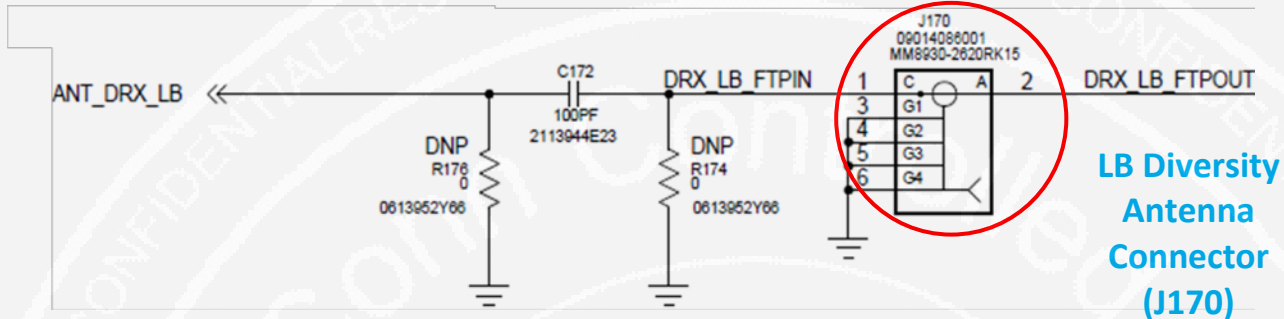 J170
09014086001
MM8930-2620RK15
ANT_DRX_LB
C172
100PF
2113944E23
DRX_LB_FTPIN
1 C A 2
DRX_LB_FTPOUT
3 G1
4 G2
5 G3
6 G4
DNP
R176
0
0613952Y66
DNP
R174
0
0613952Y66
LB Diversity
Antenna
Connector
(J170)